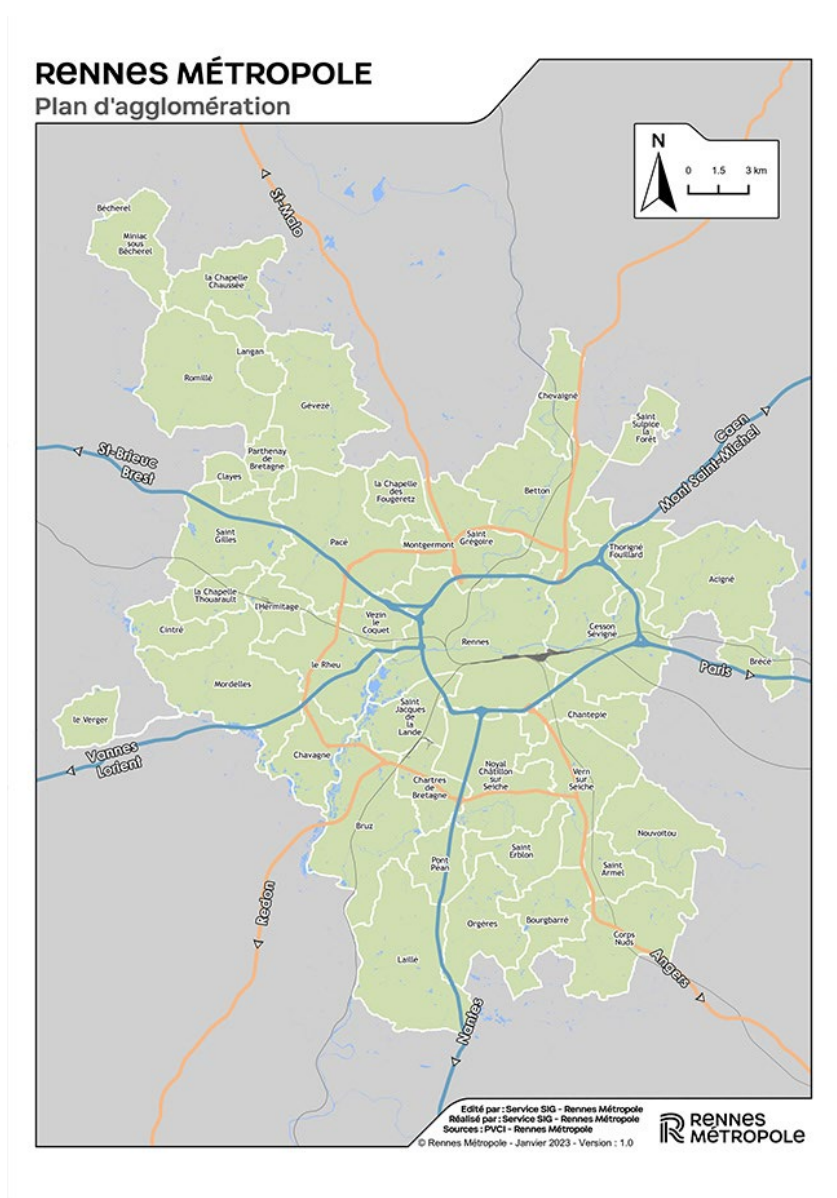 RENNES MÉTROPOLE
Plan d'agglomération
N
0 1.5 3 km
St-Malo
Bécherel
Miniac
sous
Bécherel
la Chapelle
Chaussée
Langan
Romillé
Gévezé
Chevaigné
Saint
Sulpice
la
Forêt
Caen
Mont Saint-Michel
St-Brieuc
Brest
Parthenay
de
Bretagne
Clayes
la Chapelle
des
Fougeretz
Betton
Saint
Gilles
Pacé
Montgermont
Saint
Grégoire
Thorigné
Fouillard
Acigné
la Chapelle
Thouarault
l'Hermitage
Cintré
Vezin
le
Coquet
Rennes
Cesson
Sévigné
Brécé
Paris
le Rheu
Mordelles
le Verger
Saint
Jacques
de
la
Lande
Chantepie
Vannes
Lorient
Chavagne
Noyal
Châtillon
sur
Seiche
Vern
sur
Seiche
Chartres
de
Bretagne
Bruz
Nouvoitou
Pont
Péan
Saint
Erblon
Saint
Armel
Redon
Orgères
Bourgbarré
Corps
Nuds
Laillé
Angers
Nantes
Edité par : Service SIG - Rennes Métropole
Réalisé par : Service SIG - Rennes Métropole
Sources : PVCI - Rennes Métropole
© Rennes Métropole - Janvier 2023 - Version : 1.0
RENNES
MÉTROPOLE